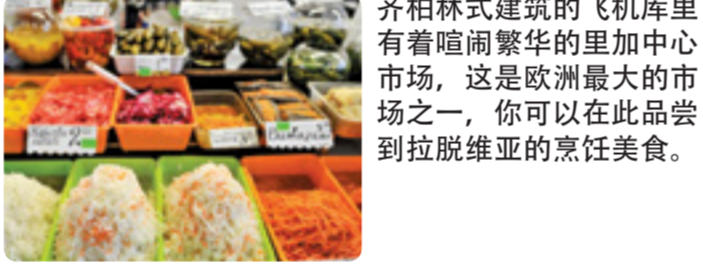 齐柏林式建筑的飞机库里
有着喧闹繁华的里加中心
市场，这是欧洲最大的市
场之一，你可以在此品尝
到拉脱维亚的烹饪美食。